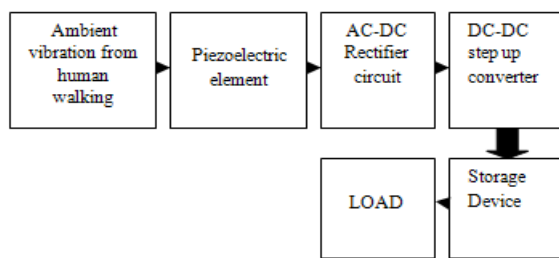 Ambient
vibration from
human
walking
Piezoelectric
element
AC-DC
Rectifier
circuit
DC-DC
step up
converter
Storage
Device
LOAD